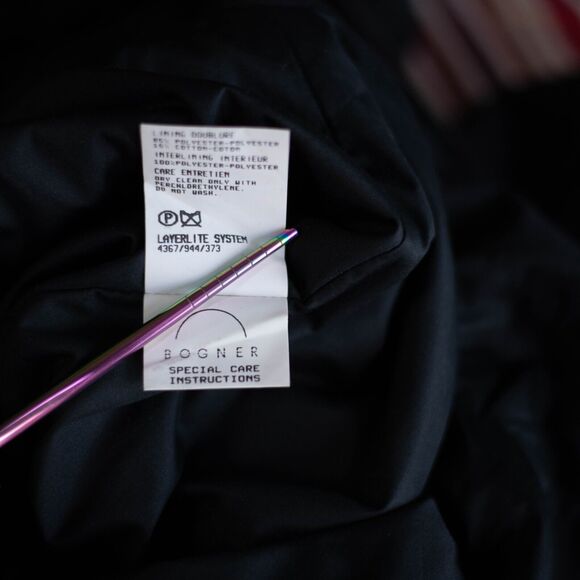 LINING DOUBLURE
85% POLYESTER-POLYESTER
15% COTTON-COTON
INTERLINING INTERIEUR
100%POLYESTER-POLYESTER
CARE ENTRETIEN
DRY CLEAN ONLY WITH
PERCHLORETHYLENE.
DO NOT WASH.
P
LAYERLITE SYSTEM
4367/944/373
BOGNER
SPECIAL CARE
INSTRUCTIONS